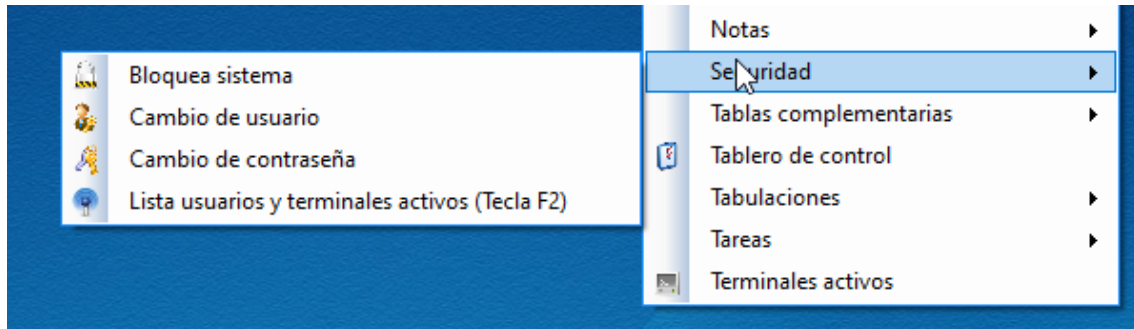 Notas
Seguridad
Tablas complementarias
Tablero de control
Tabulaciones
Tareas
Terminales activos
Bloquea sistema
Cambio de usuario
Cambio de contraseña
Lista usuarios y terminales activos (Tecla F2)